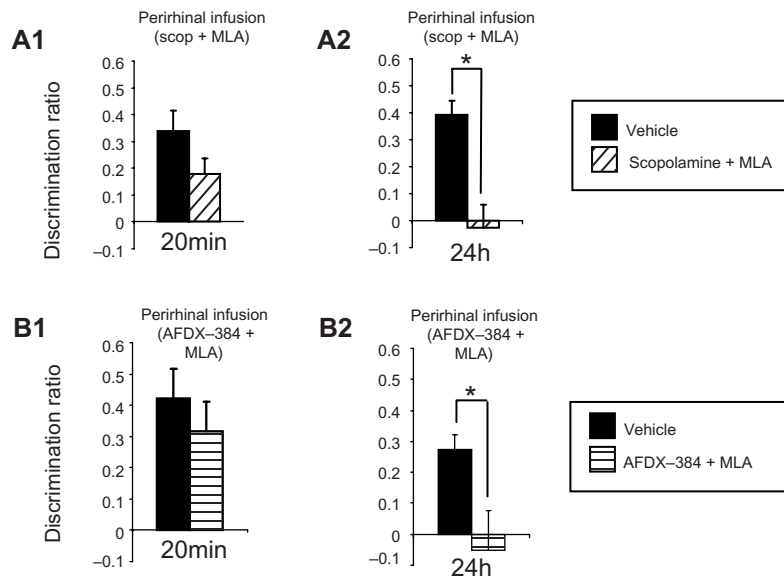 A1
Perirhinal infusion
(scop + MLA)
Discrimination ratio
0.6
0.5
0.4
0.3
0.2
0.1
0
–0.1
20min
A2
Perirhinal infusion
(scop + MLA)
0.6
0.5
0.4
0.3
0.2
0.1
0
–0.1
*
24h
Vehicle
Scopolamine + MLA
B1
Perirhinal infusion
(AFDX–384 +
MLA)
Discrimination ratio
0.6
0.5
0.4
0.3
0.2
0.1
0
20min
B2
Perirhinal infusion
(AFDX–384 +
MLA)
0.6
0.5
0.4
0.3
0.2
0.1
0
–0.1
*
24h
Vehicle
AFDX–384 + MLA